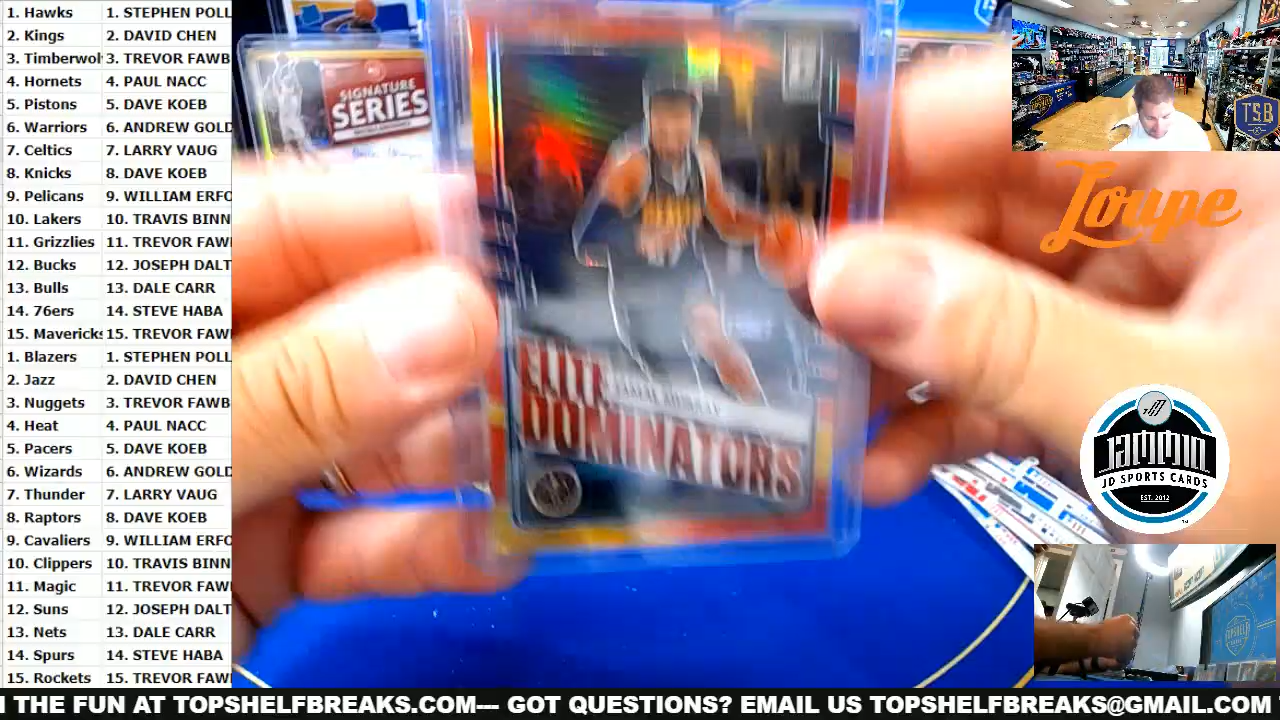 1. Hawks 1. STEPHEN POLL
2. Kings 2. DAVID CHEN
3. Timberwol 3. TREVOR FAWB
4. Hornets 4. PAUL NACC
5. Pistons 5. DAVE KOEB
6. Warriors 6. ANDREW GOLD
7. Celtics 7. LARRY VAUG
8. Knicks 8. DAVE KOEB
9. Pelicans 9. WILLIAM ERFO
10. Lakers 10. TRAVIS BINN
11. Grizzlies 11. TREVOR FAW
12. Bucks 12. JOSEPH DALT
13. Bulls 13. DALE CARR
14. 76ers 14. STEVE HABA
15. Mavericks 15. TREVOR FAW
1. Blazers 1. STEPHEN POLL
2. Jazz 2. DAVID CHEN
3. Nuggets 3. TREVOR FAWB
4. Heat 4. PAUL NACC
5. Pacers 5. DAVE KOEB
6. Wizards 6. ANDREW GOLD
7. Thunder 7. LARRY VAUG
8. Raptors 8. DAVE KOEB
9. Cavaliers 9. WILLIAM ERFO
10. Clippers 10. TRAVIS BINN
11. Magic 11. TREVOR FAW
12. Suns 12. JOSEPH DALT
13. Nets 13. DALE CARR
14. Spurs 14. STEVE HABA
15. Rockets 15. TREVOR FAW
SIGNATURE
SERIES
ELITE
JAMAL MURRAY
DOMINATORS
TSB
Loupe
JAMMIN
JD SPORTS CARDS
EST. 2012
THE FUN AT TOPSHELFBREAKS.COM--- GOT QUESTIONS? EMAIL US TOPSHELFBREAKS@GMAIL.COM